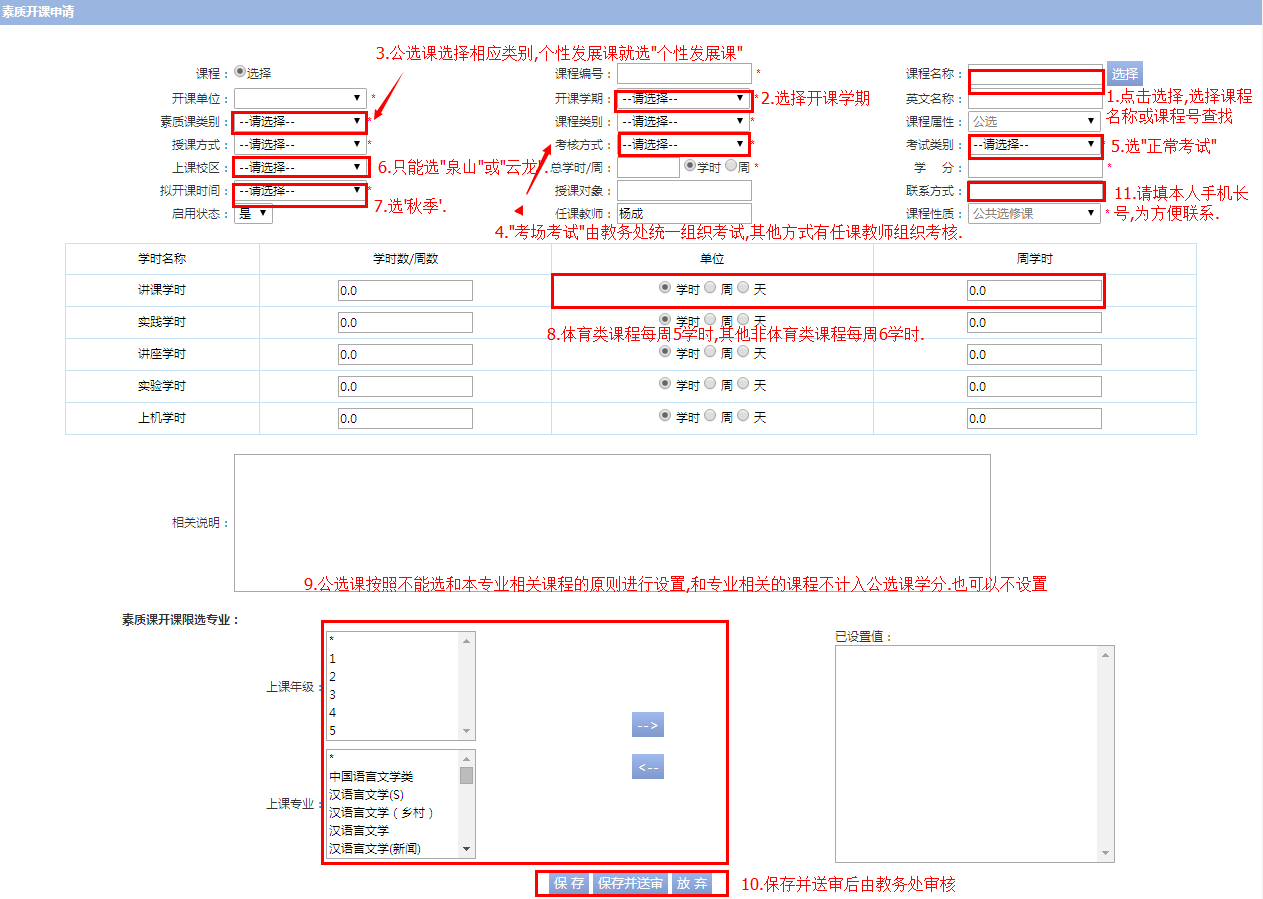 素质开课申请
3.公选课选择相应类别,个性发展课就选"个性发展课"
课程： 选择
课程编号： *
课程名称： 选择
开课单位： *
开课学期： --请选择-- * 2.选择开课学期
英文名称：
1.点击选择,选择课程
名称或课程号查找
素质课类别： --请选择-- *
课程类别： --请选择-- *
课程属性： 公选
授课方式： --请选择-- *
考核方式： --请选择--
考试类别： --请选择-- 5.选"正常考试"
上课校区： --请选择-- 6.只能选"泉山"或"云龙".
总学时/周： 学时 周 *
学 分： *
拟开课时间： --请选择-- * 7.选'秋季'.
授课对象：
联系方式： 11.请填本人手机长
号,为方便联系.
启用状态： 是
任课教师： 杨成
课程性质： 公共选修课 *
4."考场考试"由教务处统一组织考试,其他方式有任课教师组织考核.
学时名称 学时数/周数 单位 周学时
讲课学时 0.0 学时 周 天 0.0
实践学时 0.0 学时 周 天 0.0
8.体育类课程每周5学时,其他非体育类课程每周6学时.
讲座学时 0.0 学时 周 天 0.0
实验学时 0.0 学时 周 天 0.0
上机学时 0.0 学时 周 天 0.0
相关说明：
9.公选课按照不能选和本专业相关课程的原则进行设置,和专业相关的课程不计入公选课学分.也可以不设置
素质课开课限选专业：
已设置值：
上课年级：
*
1
2
3
4
5
-->
<--
上课专业：
*
中国语言文学类
汉语言文学(S)
汉语言文学（乡村）
汉语言文学
汉语言文学(新闻)
保 存 保存并送审 放 弃 10.保存并送审后由教务处审核